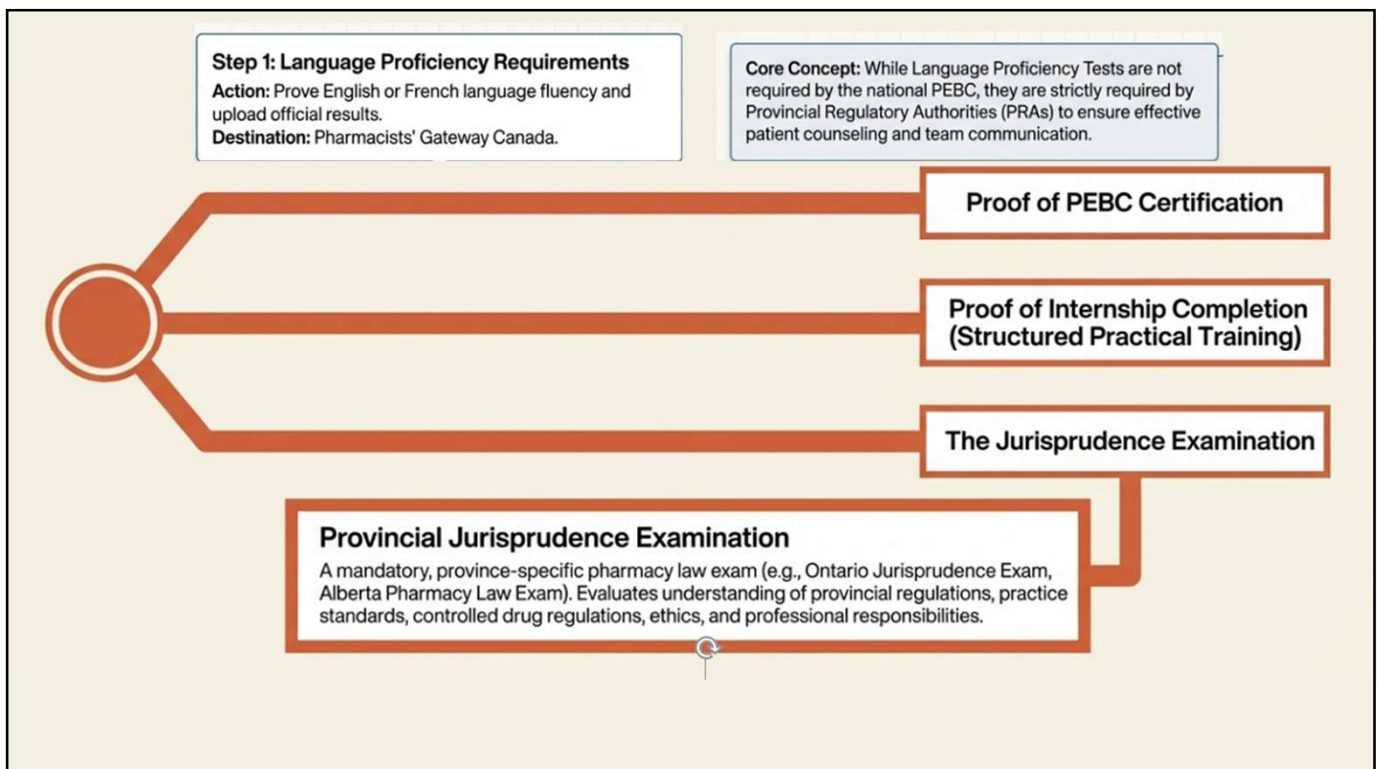 Step 1: Language Proficiency Requirements
Action: Prove English or French language fluency and
upload official results.
Destination: Pharmacists' Gateway Canada.
Core Concept: While Language Proficiency Tests are not
required by the national PEBC, they are strictly required by
Provincial Regulatory Authorities (PRAs) to ensure effective
patient counseling and team communication.
Proof of PEBC Certification
Proof of Internship Completion
(Structured Practical Training)
The Jurisprudence Examination
Provincial Jurisprudence Examination
A mandatory, province-specific pharmacy law exam (e.g., Ontario Jurisprudence Exam,
Alberta Pharmacy Law Exam). Evaluates understanding of provincial regulations, practice
standards, controlled drug regulations, ethics, and professional responsibilities.